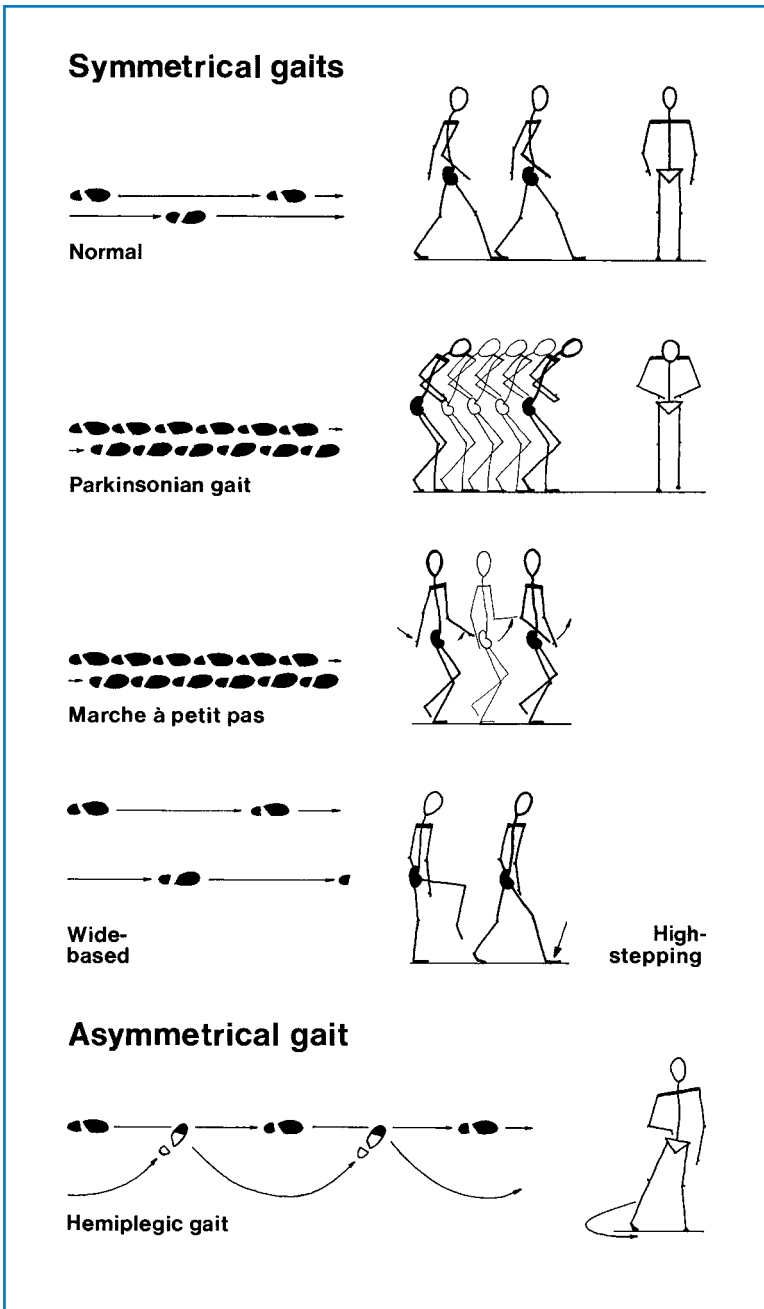 Symmetrical gaits
Normal
Parkinsonian gait
Marche à petit pas
Wide-
based
High-
stepping
Asymmetrical gait
Hemiplegic gait